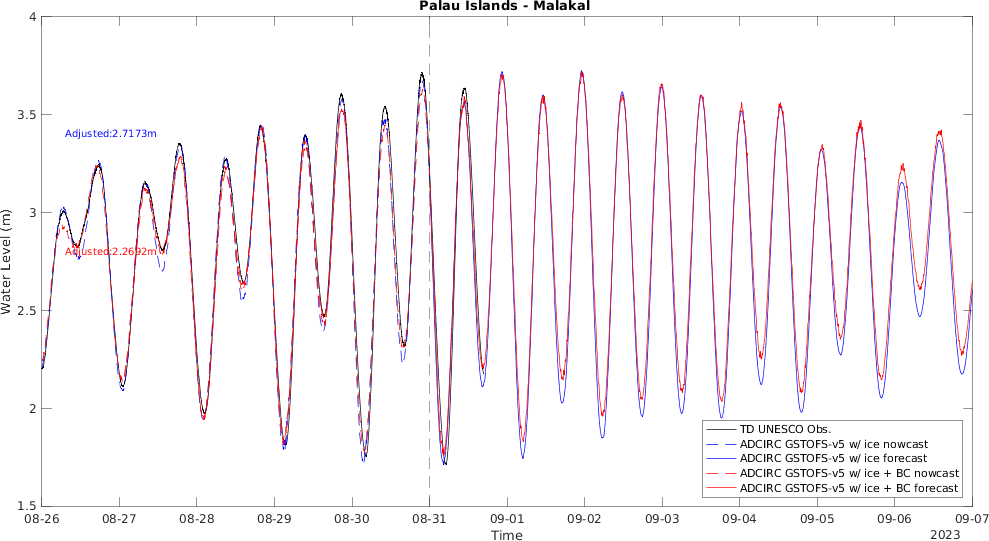 Palau Islands - Malakal
4
3.5
3
2.5
2
1.5
Water Level (m)
Adjusted:2.7173m
Adjusted:2.2692m
TD UNESCO Obs.
ADCIRC GSTOFS-v5 w/ ice nowcast
ADCIRC GSTOFS-v5 w/ ice forecast
ADCIRC GSTOFS-v5 w/ ice + BC nowcast
ADCIRC GSTOFS-v5 w/ ice + BC forecast
08-26 08-27 08-28 08-29 08-30 08-31 09-01 09-02 09-03 09-04 09-05 09-06 09-07
Time
2023